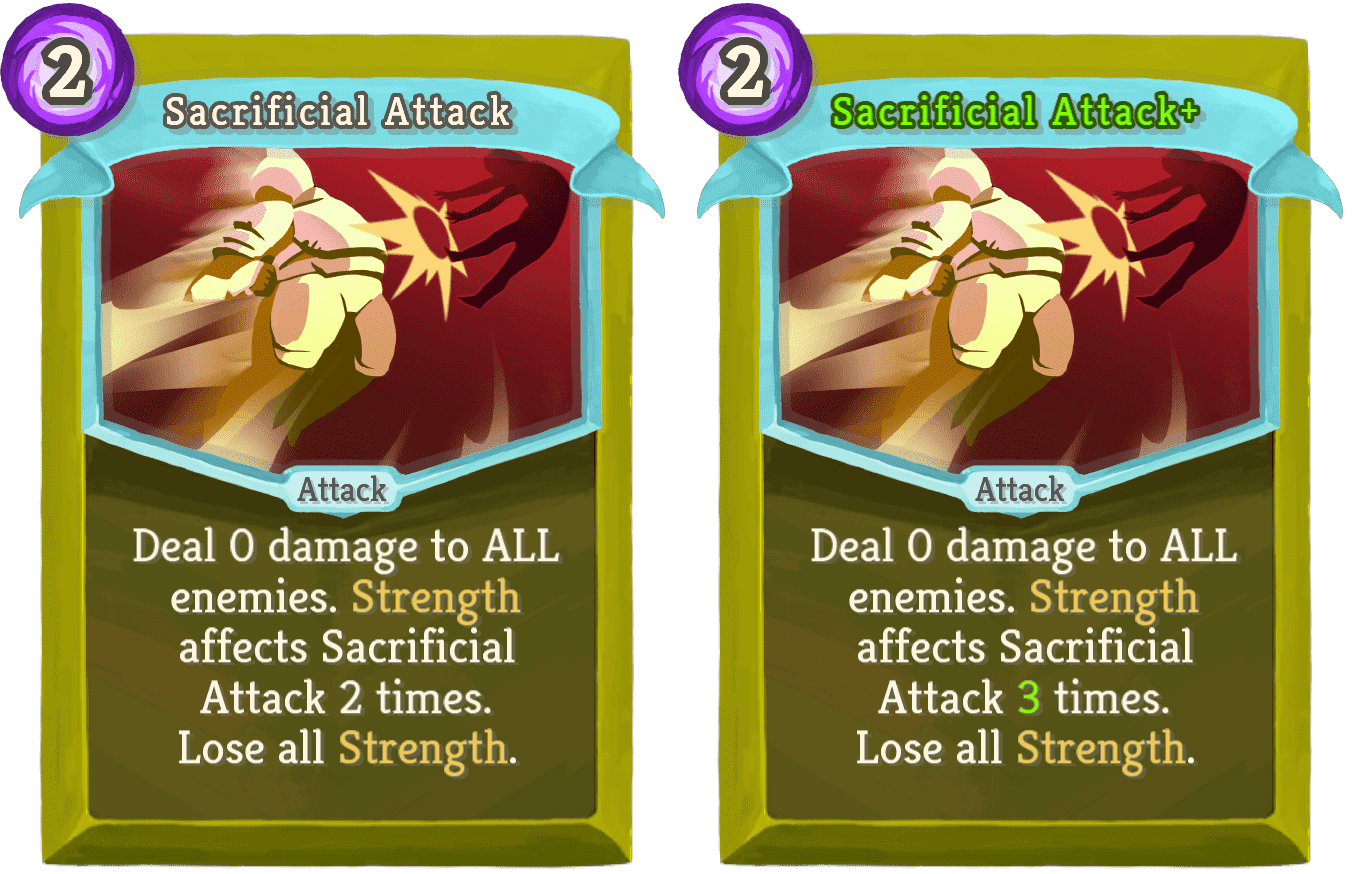 2
Sacrificial Attack
Attack
Deal 0 damage to ALL
enemies. Strength
affects Sacrificial
Attack 2 times.
Lose all Strength.
2
Sacrificial Attack+
Attack
Deal 0 damage to ALL
enemies. Strength
affects Sacrificial
Attack 3 times.
Lose all Strength.